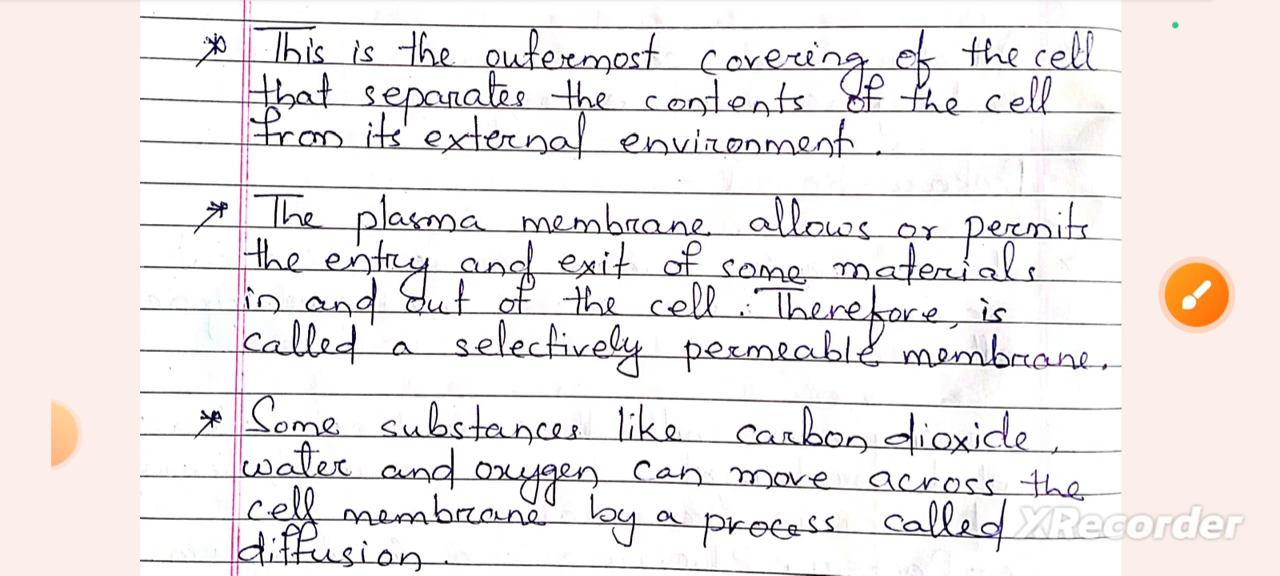 * This is the outermost covering of the cell
that separates the contents of the cell
from its external environment.
* The plasma membrane allows or permits
the entry and exit of some materials
in and out of the cell. Therefore, is
called a selectively permeable membrane.
* Some substances like carbon dioxide,
water and oxygen can move across the
cell membrane by a process called
diffusion.
XRecorder